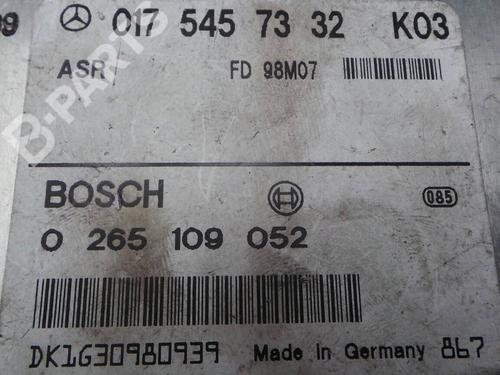 99 017 545 73 32 K03
ASR FD 98M07
B-PARTS
BOSCH 085
0 265 109 052
DK1G30980939 Made in Germany 867